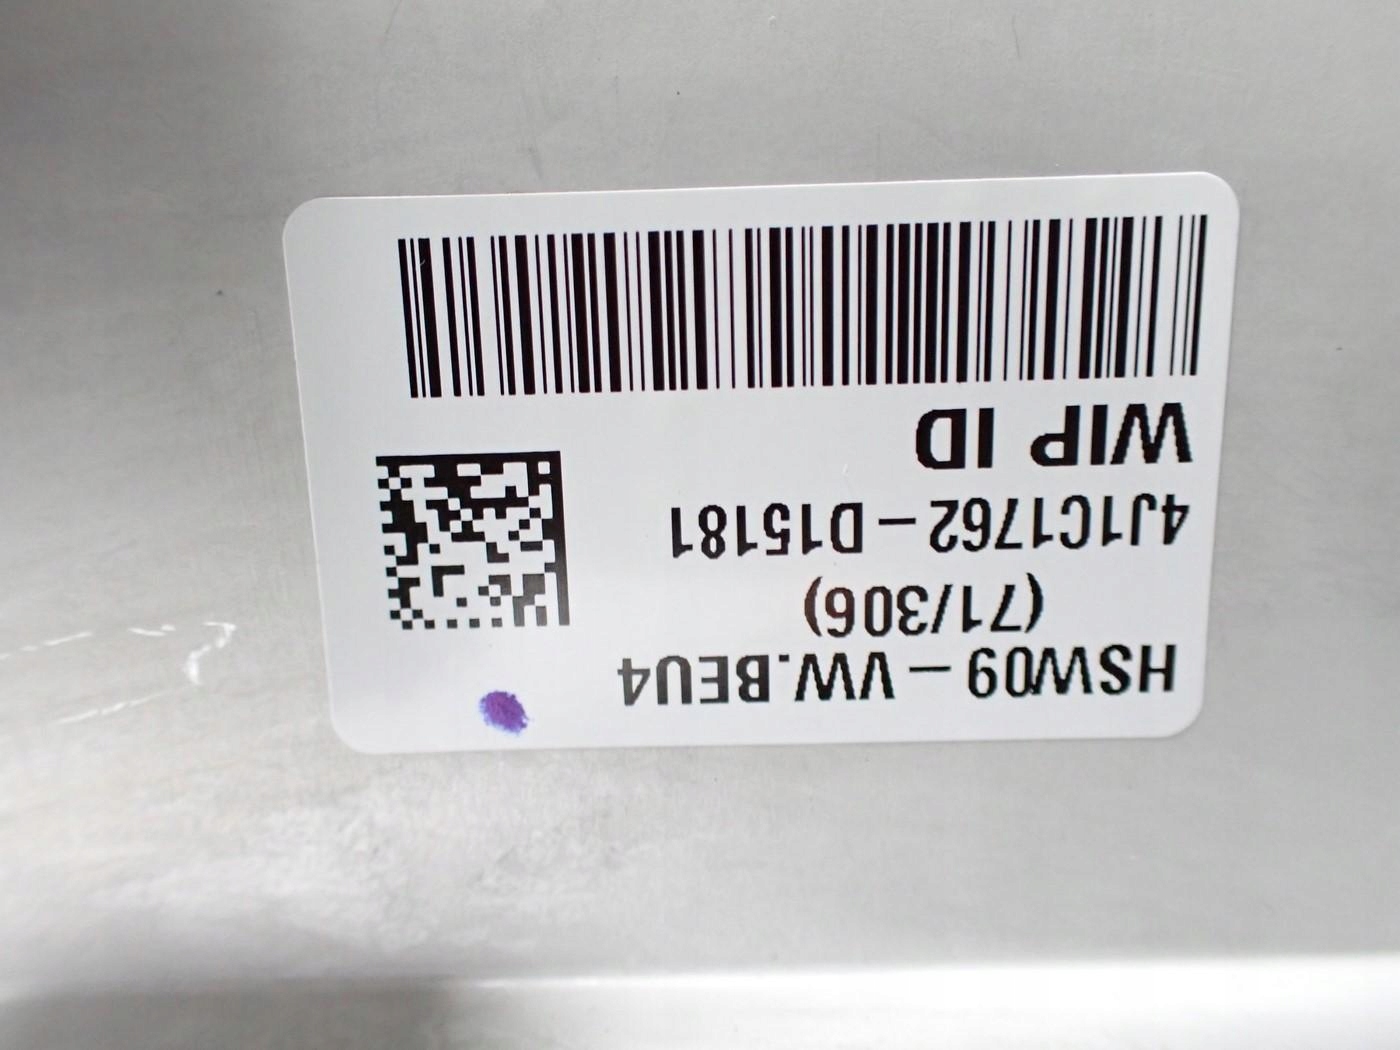 HSW09-VW.BEU4
(71/306)
4J1C1762-D15181
WIP ID